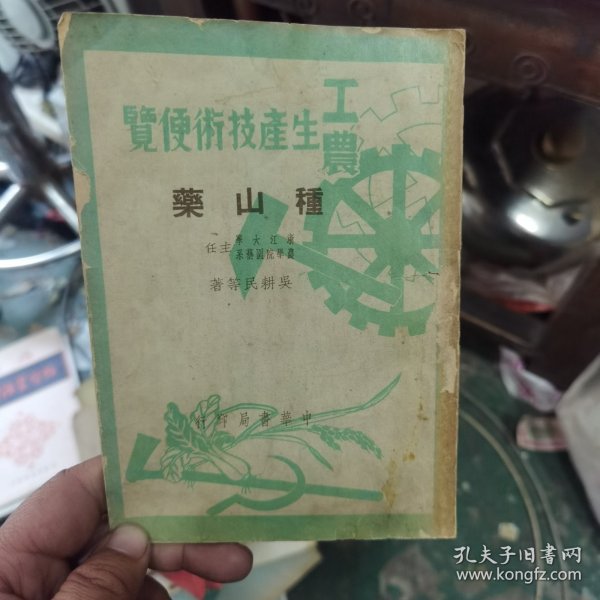 工農生產技術便覽
種山藥
浙江大學
農學院園藝系
主任
吳耕民等著
中華書局印行
孔夫子旧书网
www.kongfz.com